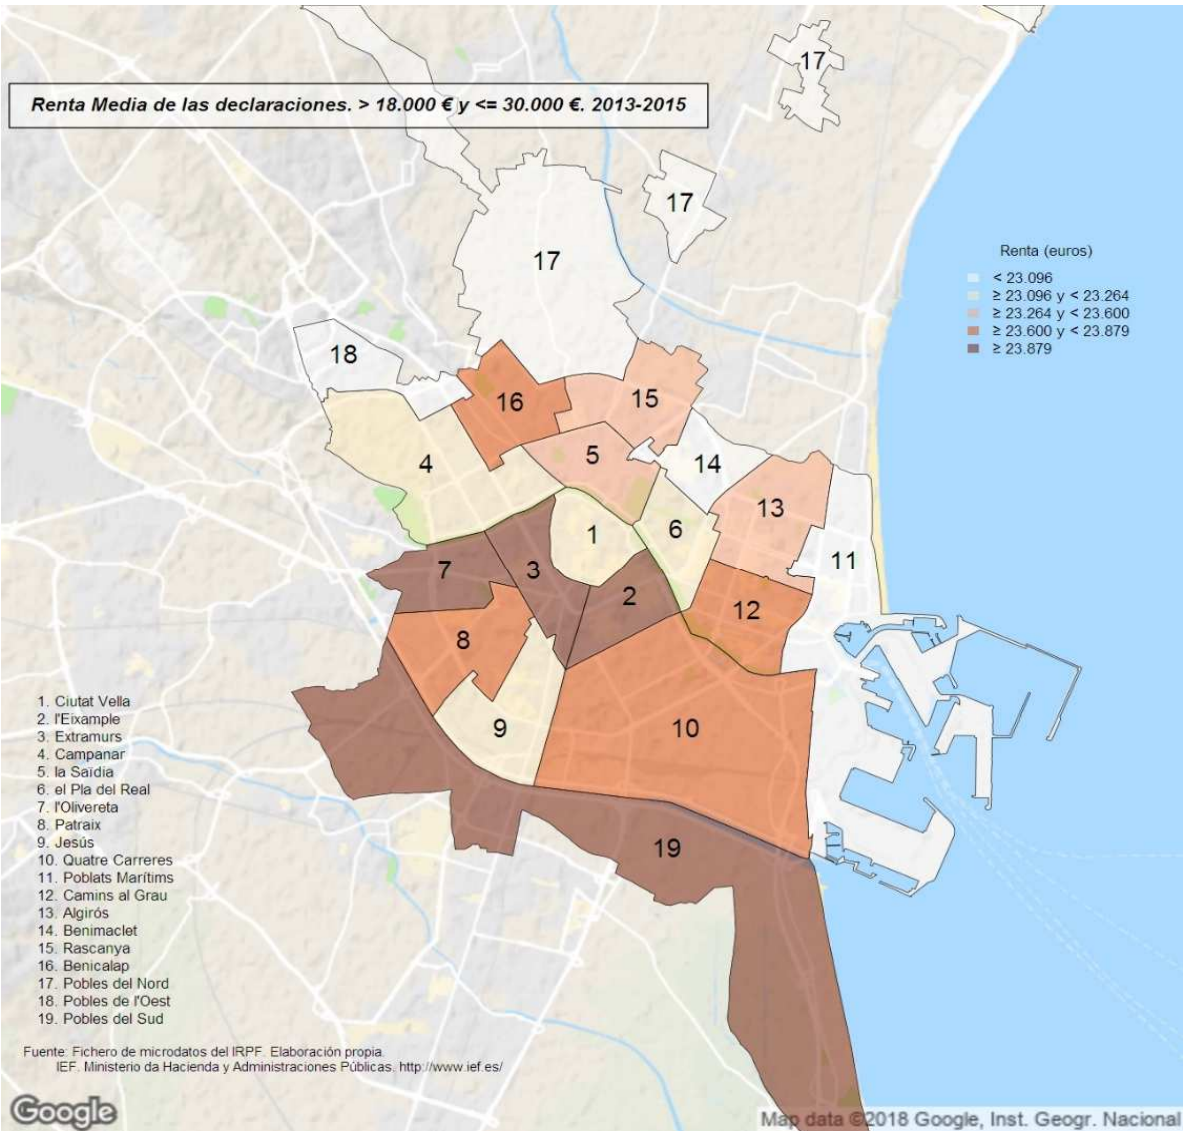 17
Renta Media de las declaraciones. > 18.000 € y <= 30.000 €. 2013-2015
17
17
Renta (euros)
< 23.096
≥ 23.096 y < 23.264
≥ 23.264 y < 23.600
≥ 23.600 y < 23.879
≥ 23.879
18
16
15
5
14
4
13
6
1
11
7
3
2
12
8
9
10
19
1. Ciutat Vella
2. l'Eixample
3. Extramurs
4. Campanar
5. la Saïdia
6. el Pla del Real
7. l'Olivereta
8. Patraix
9. Jesús
10. Quatre Carreres
11. Poblats Marítims
12. Camins al Grau
13. Algirós
14. Benimaclet
15. Rascanya
16. Benicalap
17. Pobles del Nord
18. Pobles de l'Oest
19. Pobles del Sud
Fuente: Fichero de microdatos del IRPF. Elaboración propia.
IEF. Ministerio da Hacienda y Administraciones Públicas. http://www.ief.es/
Google
Map data ©2018 Google, Inst. Geogr. Nacional